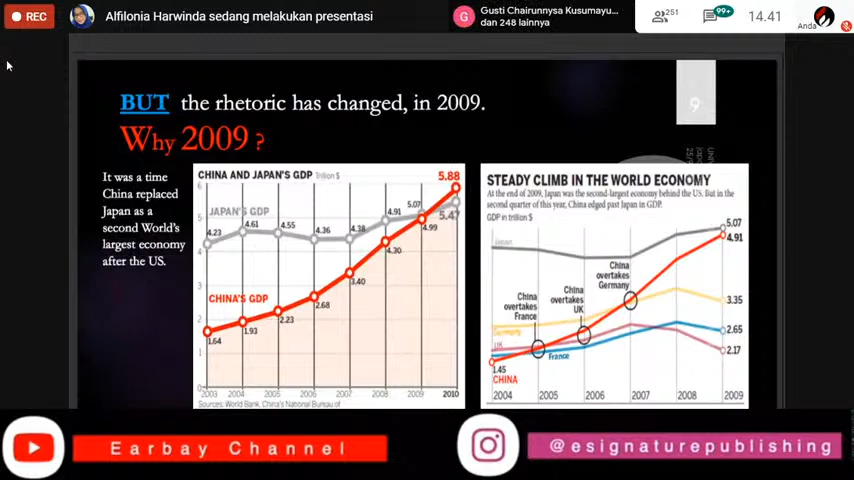 REC
Alfilonia Harwinda sedang melakukan presentasi
G
Gusti Chairunnysa Kusumayu...
dan 248 lainnya
251
99+
14.41
Anda
9
BUT the rhetoric has changed, in 2009.
Why 2009 ?
It was a time
China replaced
Japan as a
second World's
largest economy
after the US.
CHINA AND JAPAN'S GDP Trillion $
6
5
2
1
0
JAPAN'S GDP
4.23
4.61
4.55
4.36
4.38
4.91
5.07
5.47
CHINA'S GDP
1.64
1.93
2.23
2.68
3.40
4.30
4.99
5.88
2003 2004 2005 2006 2007 2008 2009 2010
Sources: World Bank, China's National Bureau of
STEADY CLIMB IN THE WORLD ECONOMY
At the end of 2009, Japan was the second-largest economy behind the US. But in the
second quarter of this year, China edged past Japan in GDP.
GDP in trillion $
Japan
Germany
UK
France
1.45
CHINA
China
overtakes
France
China
overtakes
UK
China
overtakes
Germany
5.07
4.91
3.35
2.65
2.17
2004 2005 2006 2007 2008 2009
Earbay Channel
@esignaturepublishing